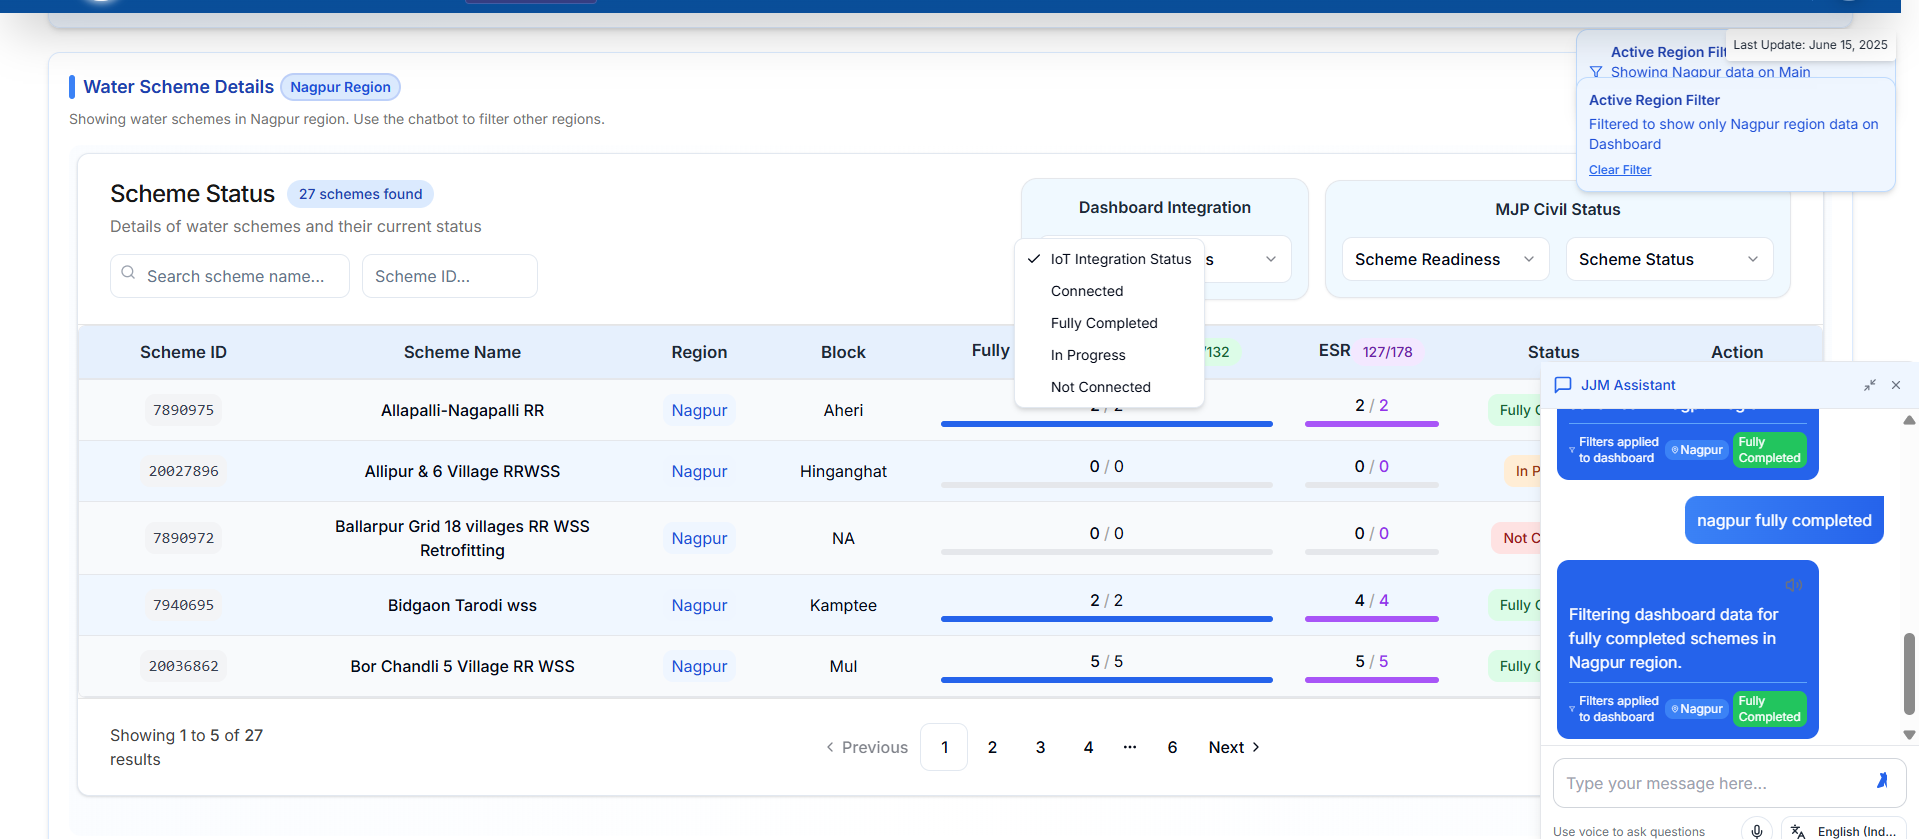 Last Update: June 15, 2025
Active Region Filt
Showing Nagpur data on Main
Active Region Filter
Filtered to show only Nagpur region data on
Dashboard
Clear Filter
Water Scheme Details
Nagpur Region
Showing water schemes in Nagpur region. Use the chatbot to filter other regions.
Scheme Status
27 schemes found
Details of water schemes and their current status
Search scheme name...
Scheme ID...
Dashboard Integration
s
IoT Integration Status
Connected
Fully Completed
In Progress
Not Connected
MJP Civil Status
Scheme Readiness
Scheme Status
Scheme ID Scheme Name Region Block Fully /132 ESR 127/178 Status Action
7890975 Allapalli-Nagapalli RR Nagpur Aheri 2 / 2 2 / 2 Fully C
20027896 Allipur & 6 Village RRWSS Nagpur Hinganghat 0 / 0 0 / 0 In P
7890972 Ballarpur Grid 18 villages RR WSS
Retrofitting Nagpur NA 0 / 0 0 / 0 Not C
7940695 Bidgaon Tarodi wss Nagpur Kamptee 2 / 2 4 / 4 Fully C
20036862 Bor Chandli 5 Village RR WSS Nagpur Mul 5 / 5 5 / 5 Fully C
Showing 1 to 5 of 27
results
Previous 1 2 3 4 ... 6 Next
JJM Assistant
Filters applied
to dashboard
Nagpur
Fully
Completed
nagpur fully completed
Filtering dashboard data for
fully completed schemes in
Nagpur region.
Filters applied
to dashboard
Nagpur
Fully
Completed
Type your message here...
Use voice to ask questions
English (Ind...